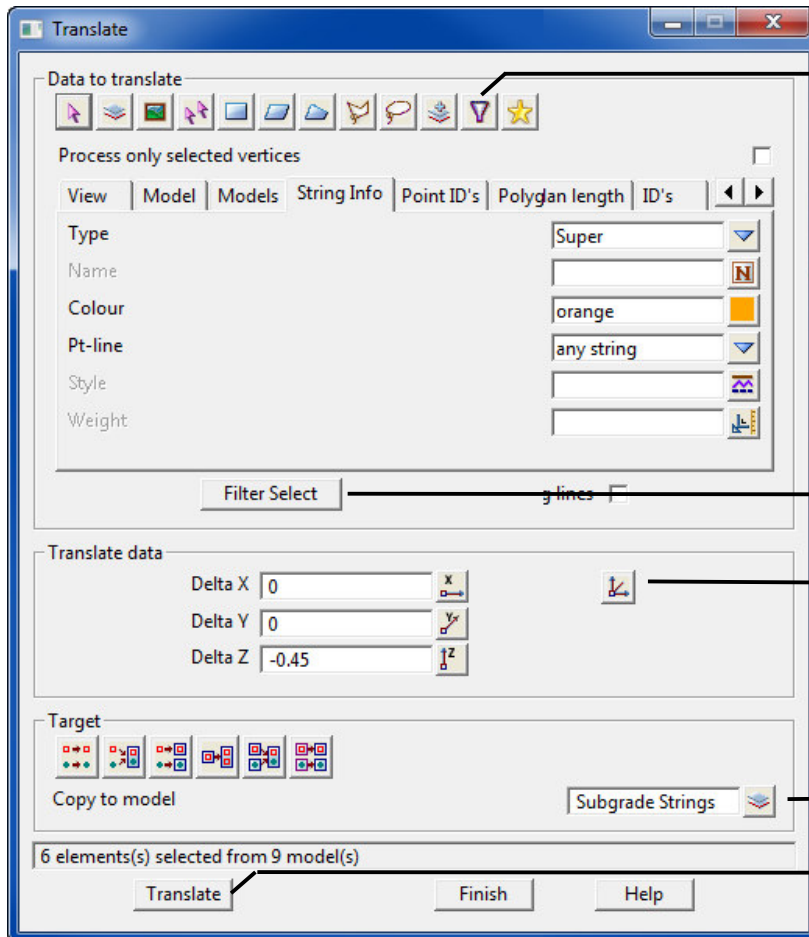 Translate
Data to translate
Process only selected vertices
View Model Models String Info Point ID's Polyglan length ID's
Type Super
Name N
Colour orange
Pt-line any string
Style
Weight
Filter Select g lines
Translate data
Delta X 0 X
Delta Y 0 Y
Delta Z -0.45 Z
Target
Copy to model Subgrade Strings
6 elements(s) selected from 9 model(s)
Translate Finish Help